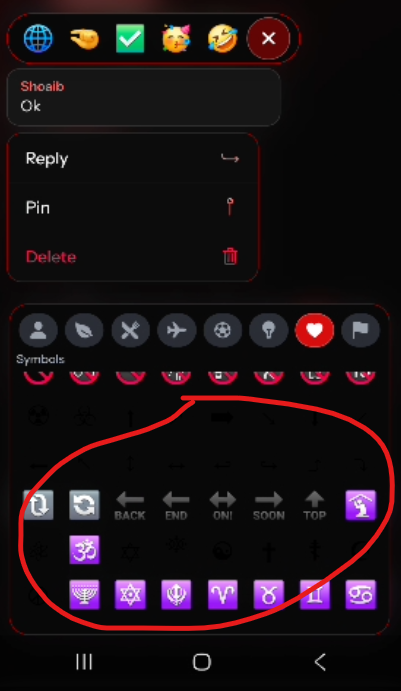 Shoaib
Ok
Reply
Pin
Delete
Symbols
BACK END ON! SOON TOP